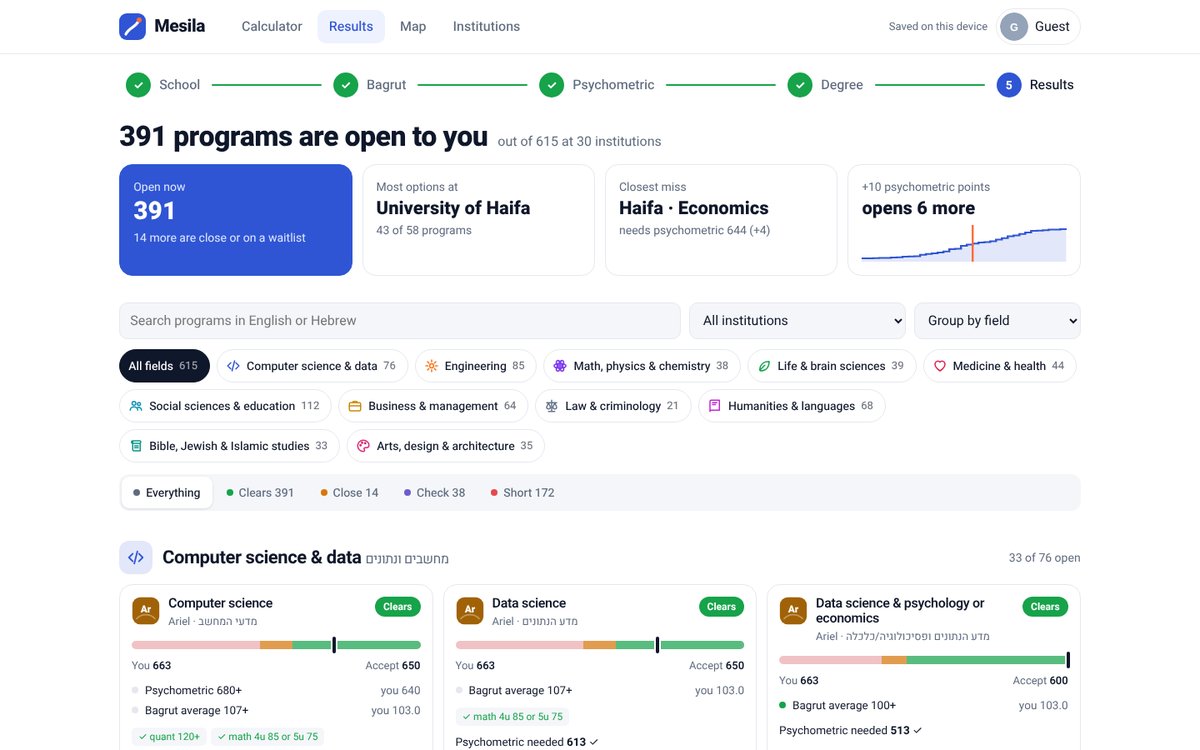 Mesila Calculator Results Map Institutions Saved on this device G Guest
School Bagrut Psychometric Degree 5 Results
391 programs are open to you out of 615 at 30 institutions
Open now
391
14 more are close or on a waitlist
Most options at
University of Haifa
43 of 58 programs
Closest miss
Haifa · Economics
needs psychometric 644 (+4)
+10 psychometric points
opens 6 more
Search programs in English or Hebrew All institutions Group by field
All fields 615 Computer science & data 76 Engineering 85 Math, physics & chemistry 38 Life & brain sciences 39 Medicine & health 44
Social sciences & education 112 Business & management 64 Law & criminology 21 Humanities & languages 68
Bible, Jewish & Islamic studies 33 Arts, design & architecture 35
Everything Clears 391 Close 14 Check 38 Short 172
Computer science & data מחשבים ונתונים 33 of 76 open
Ar Computer science Clears
Ariel · מדעי המחשב
You 663 Accept 650
Psychometric 680+ you 640
Bagrut average 107+ you 103.0
✓ quant 120+ ✓ math 4u 85 or 5u 75
Ar Data science Clears
Ariel · מדע הנתונים
You 663 Accept 650
Bagrut average 107+ you 103.0
✓ math 4u 85 or 5u 75
Psychometric needed 613 ✓
Ar Data science & psychology or Clears
economics
Ariel · מדע הנתונים ופסיכולוגיה/כלכלה
You 663 Accept 600
Bagrut average 100+ you 103.0
Psychometric needed 513 ✓